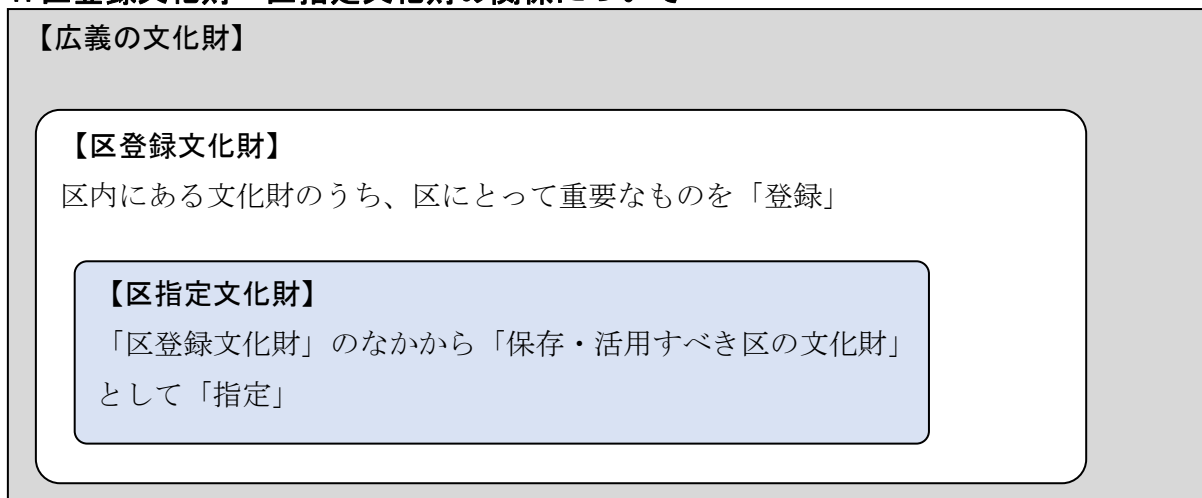 【広義の文化財】
【区登録文化財】
区内にある文化財のうち、区にとって重要なものを「登録」
【区指定文化財】
「区登録文化財」のなかから「保存・活用すべき区の文化財」
として「指定」